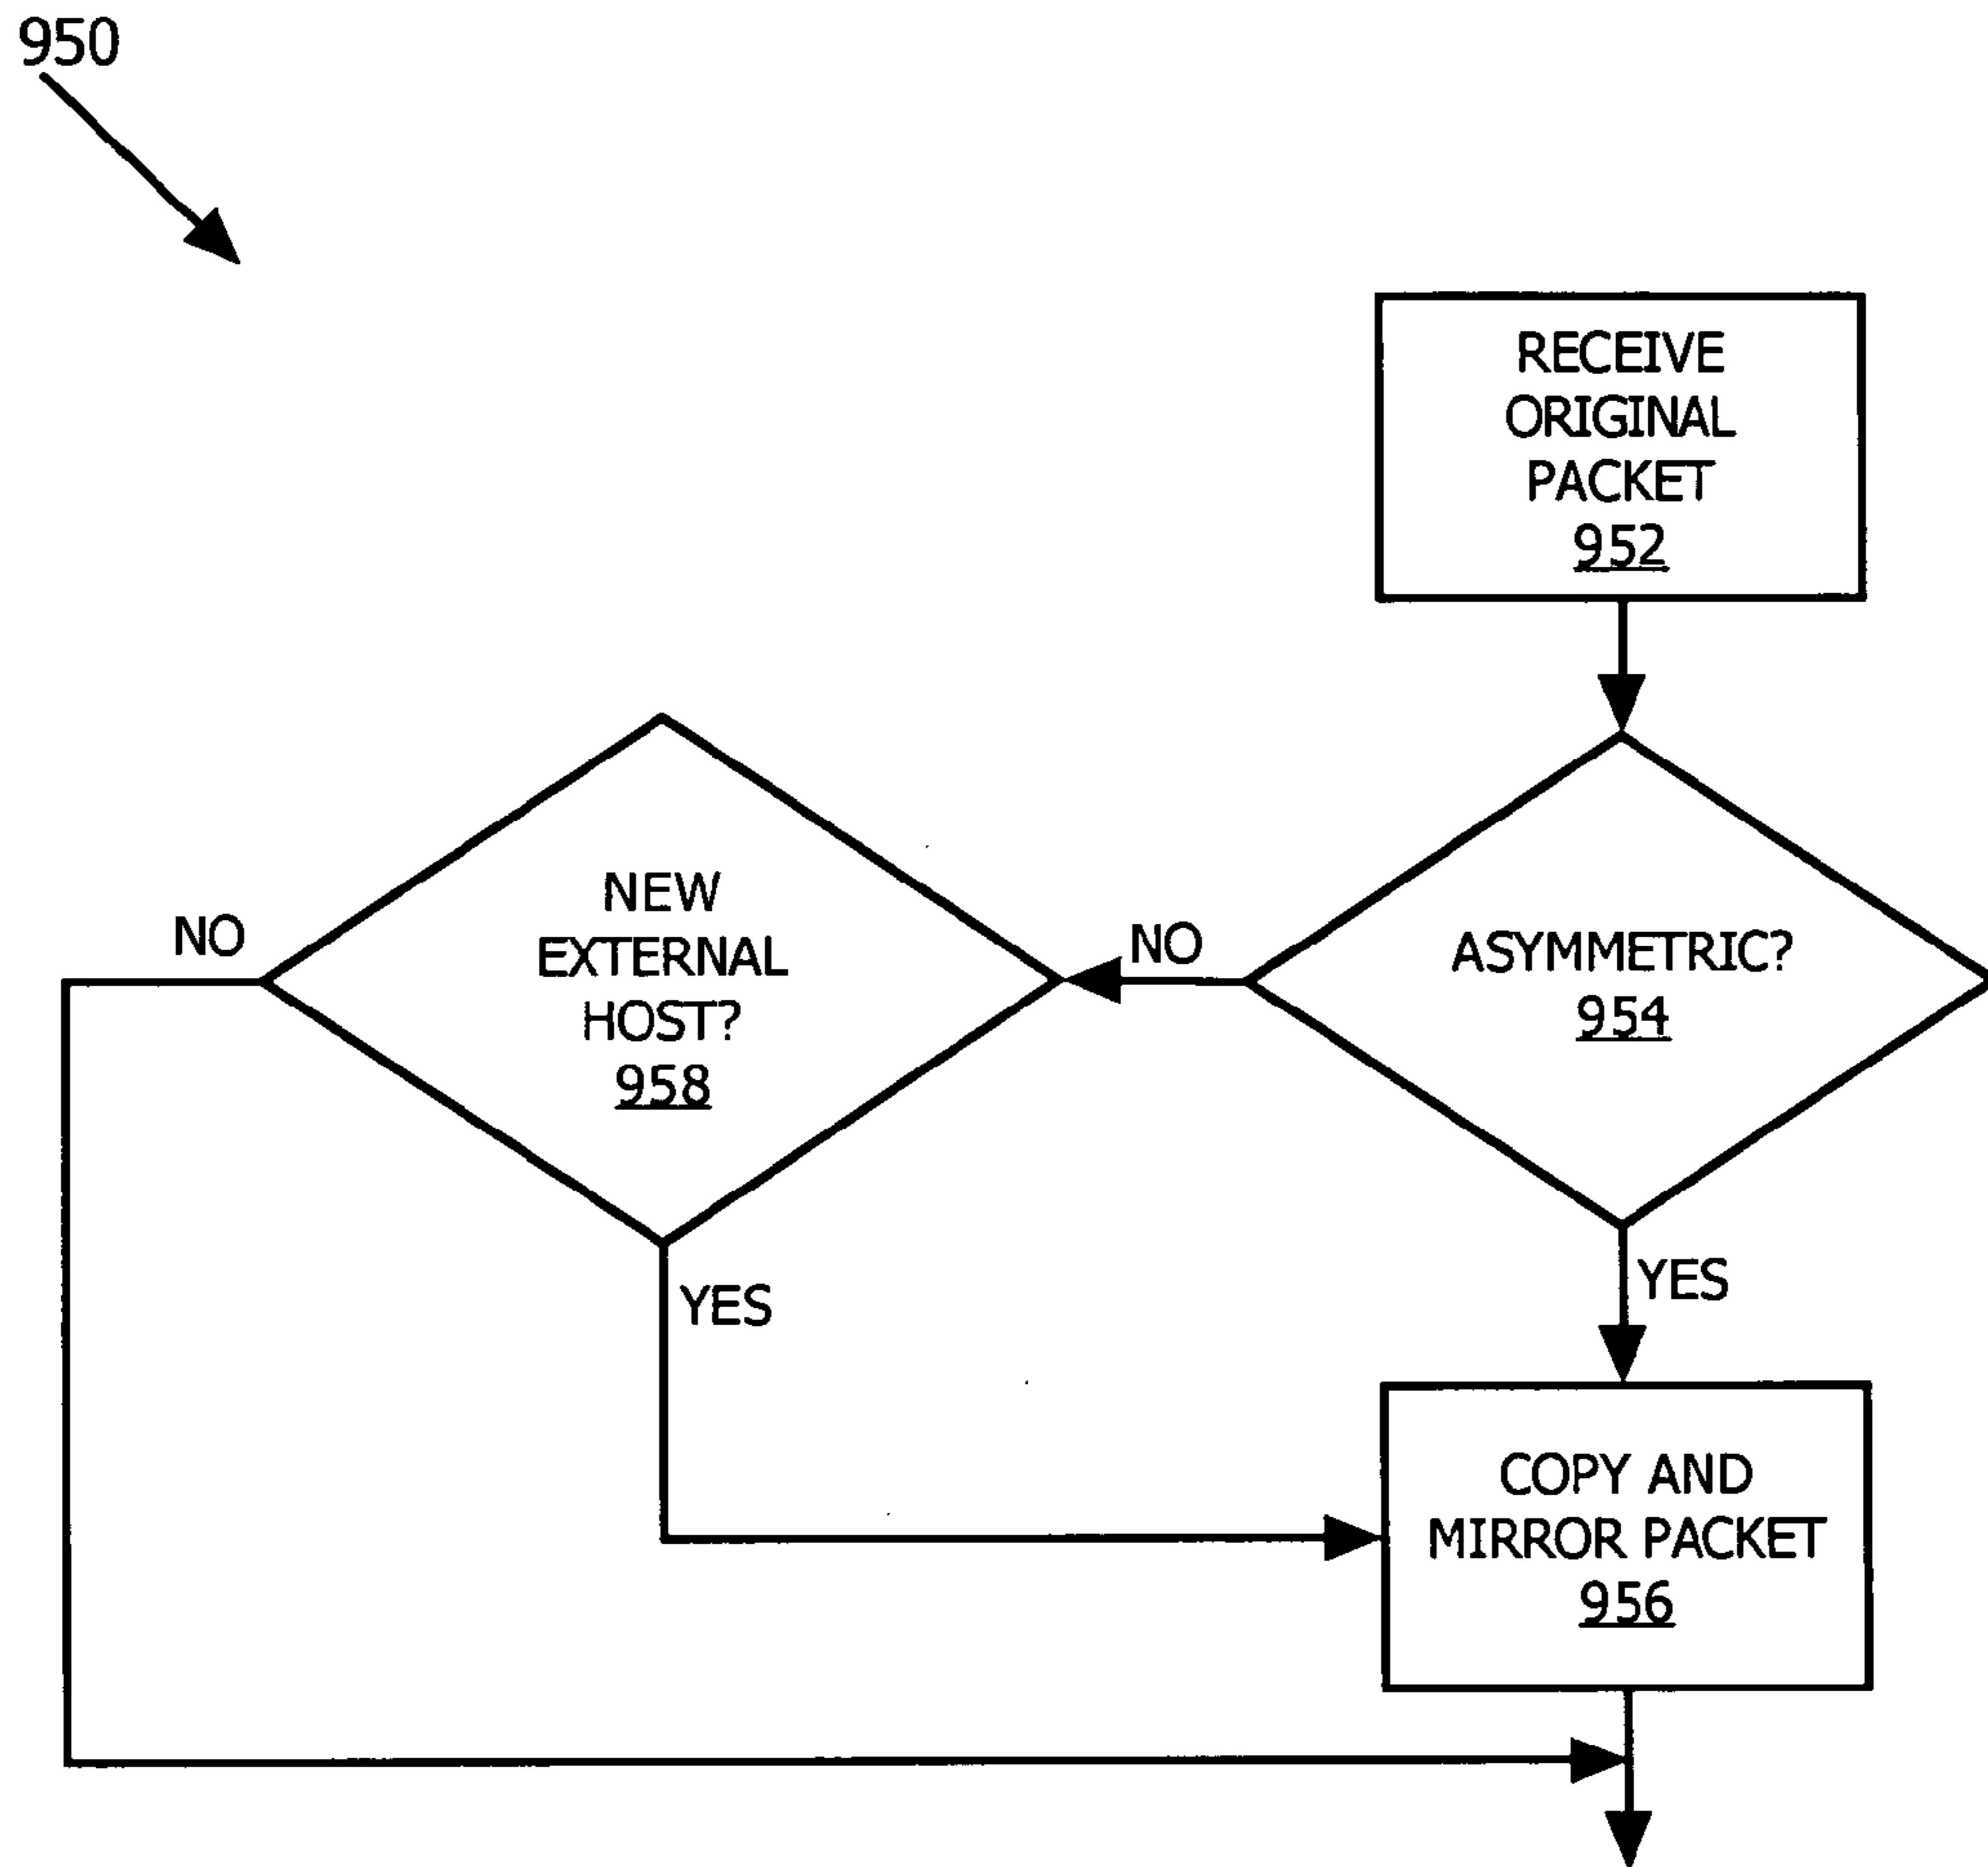 950
RECEIVE
ORIGINAL
PACKET
952
ASYMMETRIC?
954
NO
YES
NEW
EXTERNAL
HOST?
958
NO
YES
COPY AND
MIRROR PACKET
956